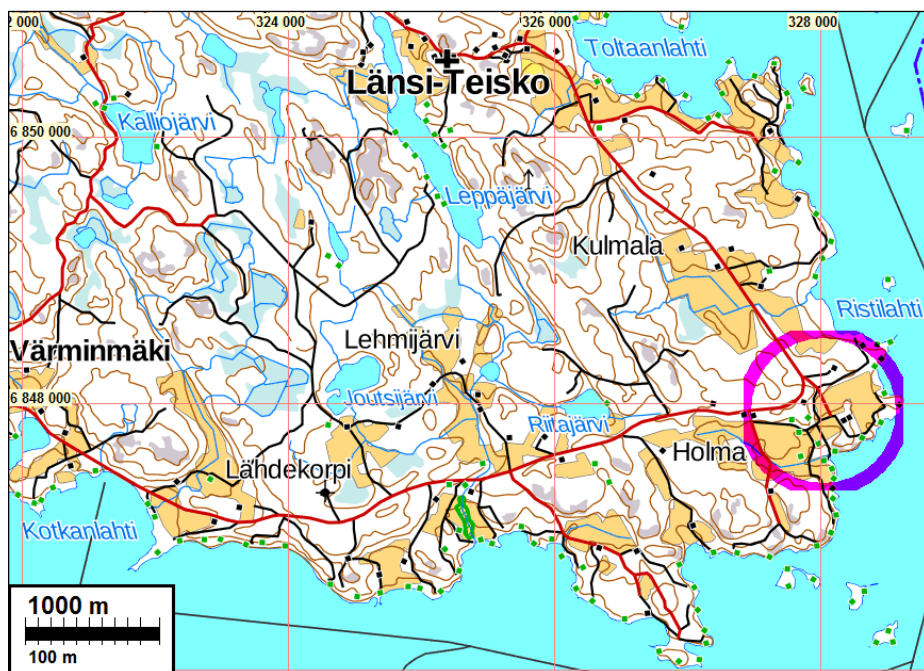 2 000
324 000
326 000
328 000
Toltaanlahti
Länsi-Teisko
Kalliojärvi
6 850 000
Leppäjärvi
Kulmala
Ristilahti
Lehmijärvi
Värminmäki
Joutsijärvi
6 848 000
Riitajärvi
Holma
Lähdekorpi
Kotkanlahti
1000 m
100 m